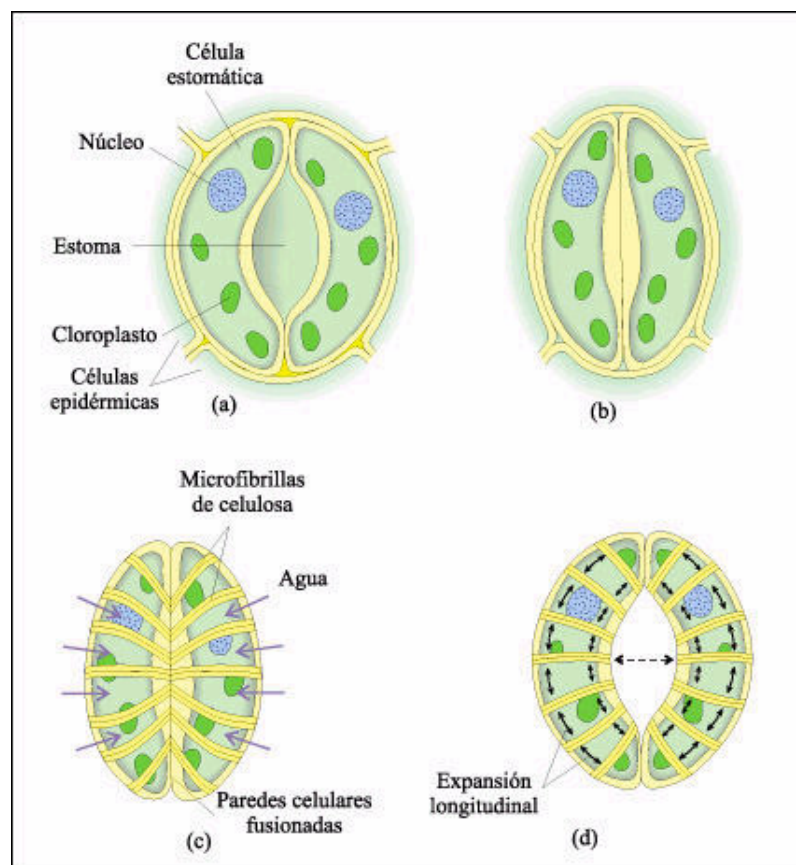 Célula
estomática
Núcleo
Estoma
Cloroplasto
Células
epidérmicas
(a)
(b)
Microfibrillas
de celulosa
Agua
Paredes celulares
fusionadas
(c)
Expansión
longitudinal
(d)